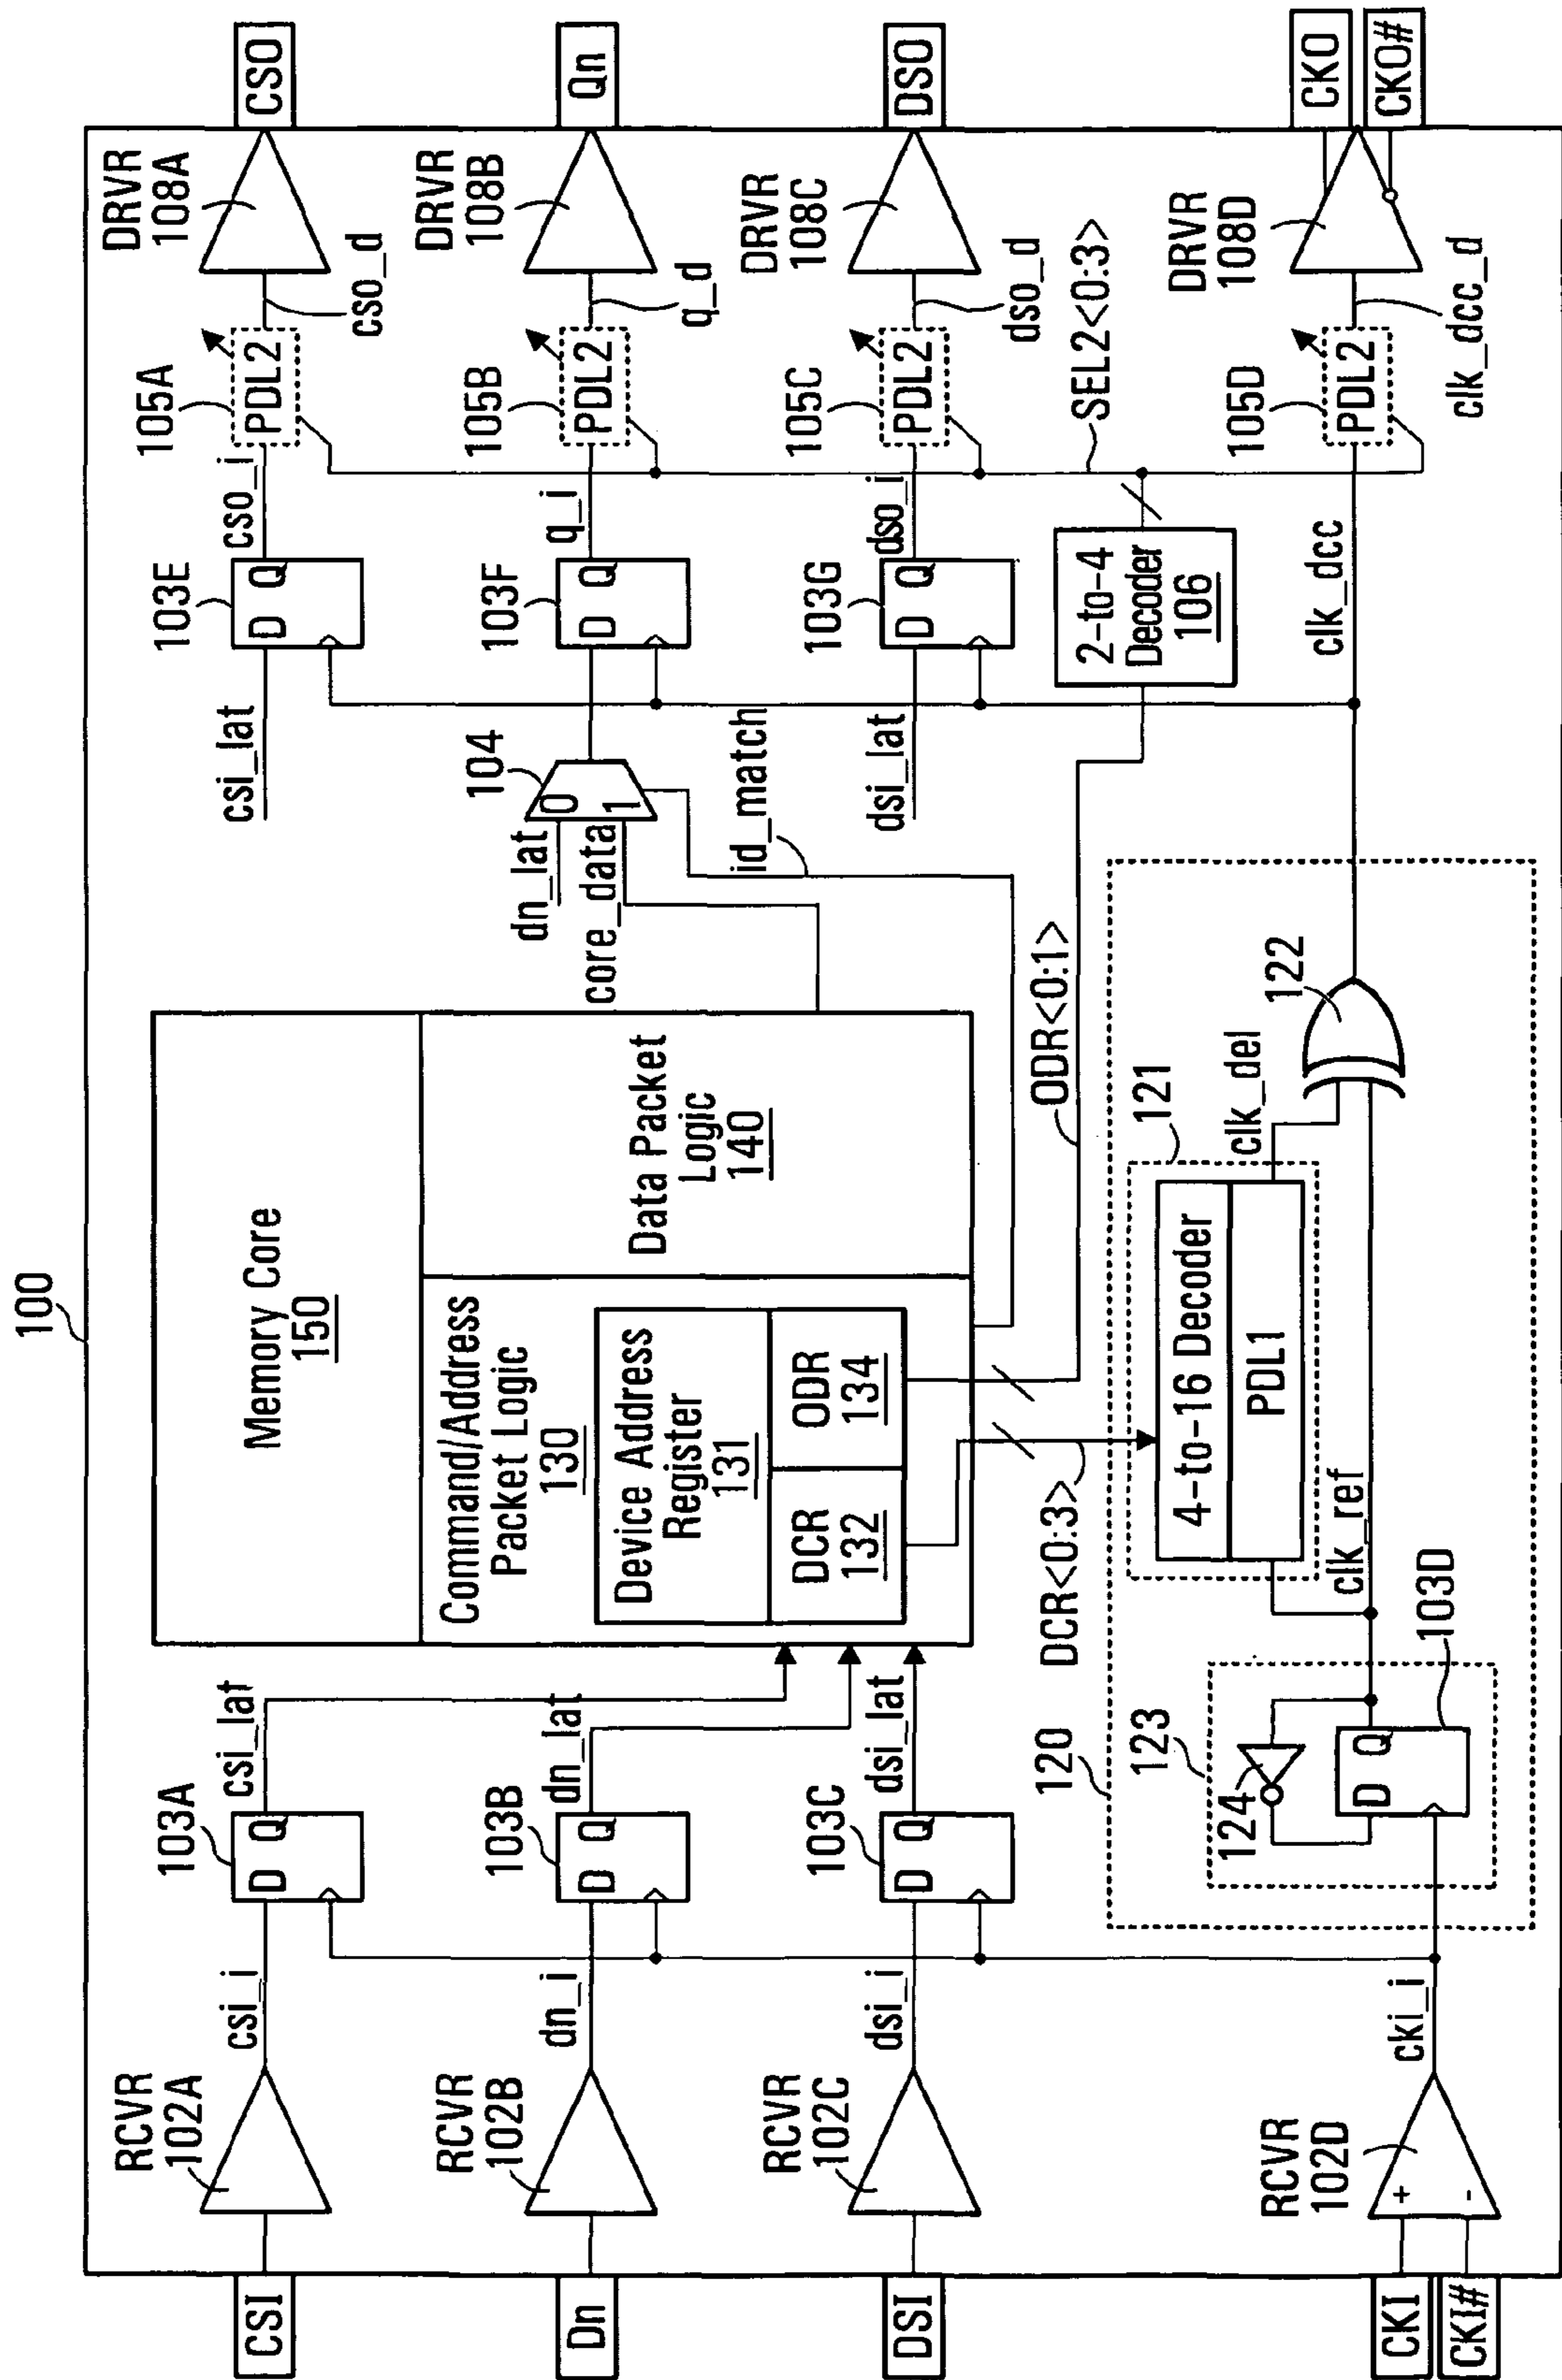 100
CSI
RCVR
102A
csi_i
103A
D Q
csi_lat
Memory Core
150
csi_lat
103E
D Q
cso_i
105A
PDL2
cso_d
DRVR
108A
CSO
Dn
RCVR
102B
dn_i
103B
D Q
dn_lat
Command/Address
Packet Logic
130
Device Address
Register
131
DCR
132
ODR
134
Data Packet
Logic
140
dn_lat
core_data
104
0
1
id_match
103F
D Q
q_i
105B
PDL2
q_d
DRVR
108B
Qn
DSI
RCVR
102C
dsi_i
103C
D Q
dsi_lat
dsi_lat
103G
D Q
dso_i
105C
PDL2
dso_d
DRVR
108C
DSO
DCR<0:3>
ODR<0:1>
2-to-4
Decoder
106
SEL2<0:3>
120
123
124
D Q
103D
clk_ref
121
4-to-16 Decoder
PDL1
clk_del
122
clk_dcc
105D
PDL2
clk_dcc_d
DRVR
108D
CKO
CKO#
CKI
CKI#
RCVR
102D
+
-
cki_i